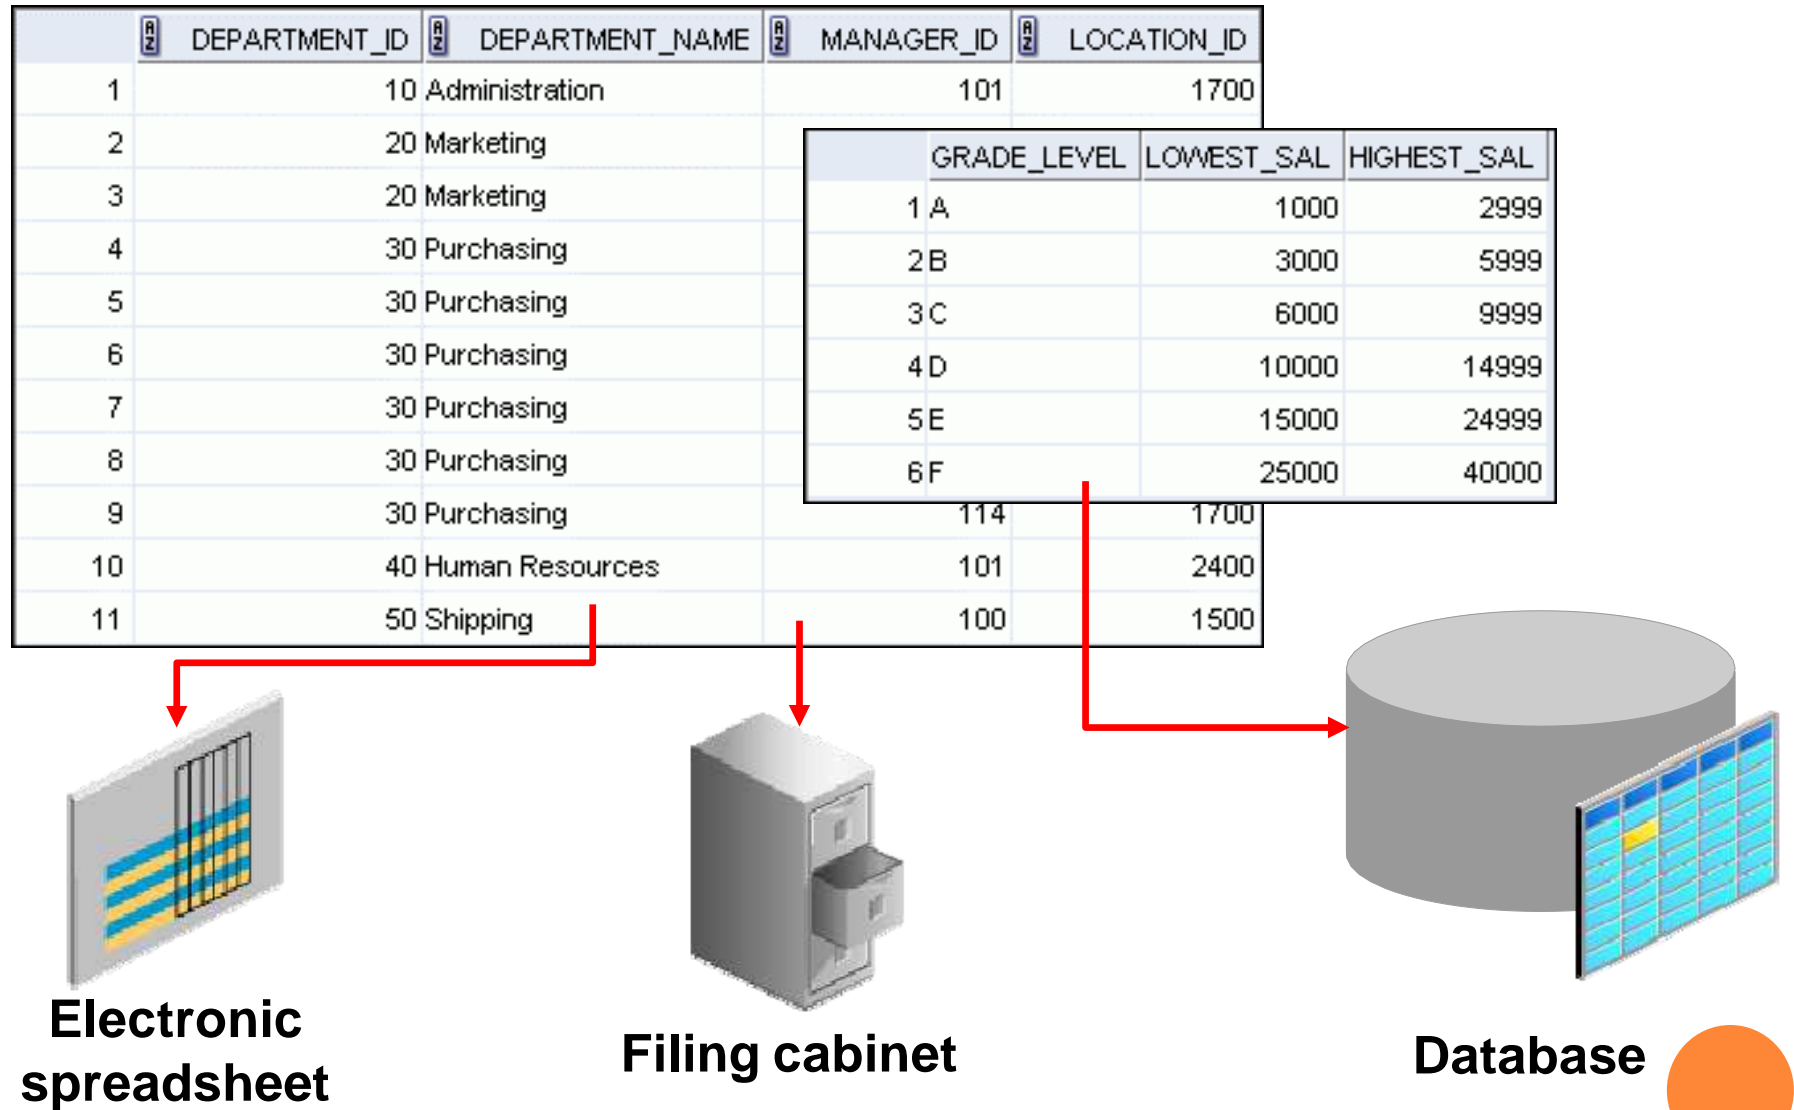 DEPARTMENT_ID DEPARTMENT_NAME MANAGER_ID LOCATION_ID
1 10 Administration 101 1700
2 20 Marketing
3 20 Marketing
4 30 Purchasing
5 30 Purchasing
6 30 Purchasing
7 30 Purchasing
8 30 Purchasing
9 30 Purchasing 114 1700
10 40 Human Resources 101 2400
11 50 Shipping 100 1500
GRADE_LEVEL LOWEST_SAL HIGHEST_SAL
1 A 1000 2999
2 B 3000 5999
3 C 6000 9999
4 D 10000 14999
5 E 15000 24999
6 F 25000 40000
Electronic
spreadsheet
Filing cabinet
Database